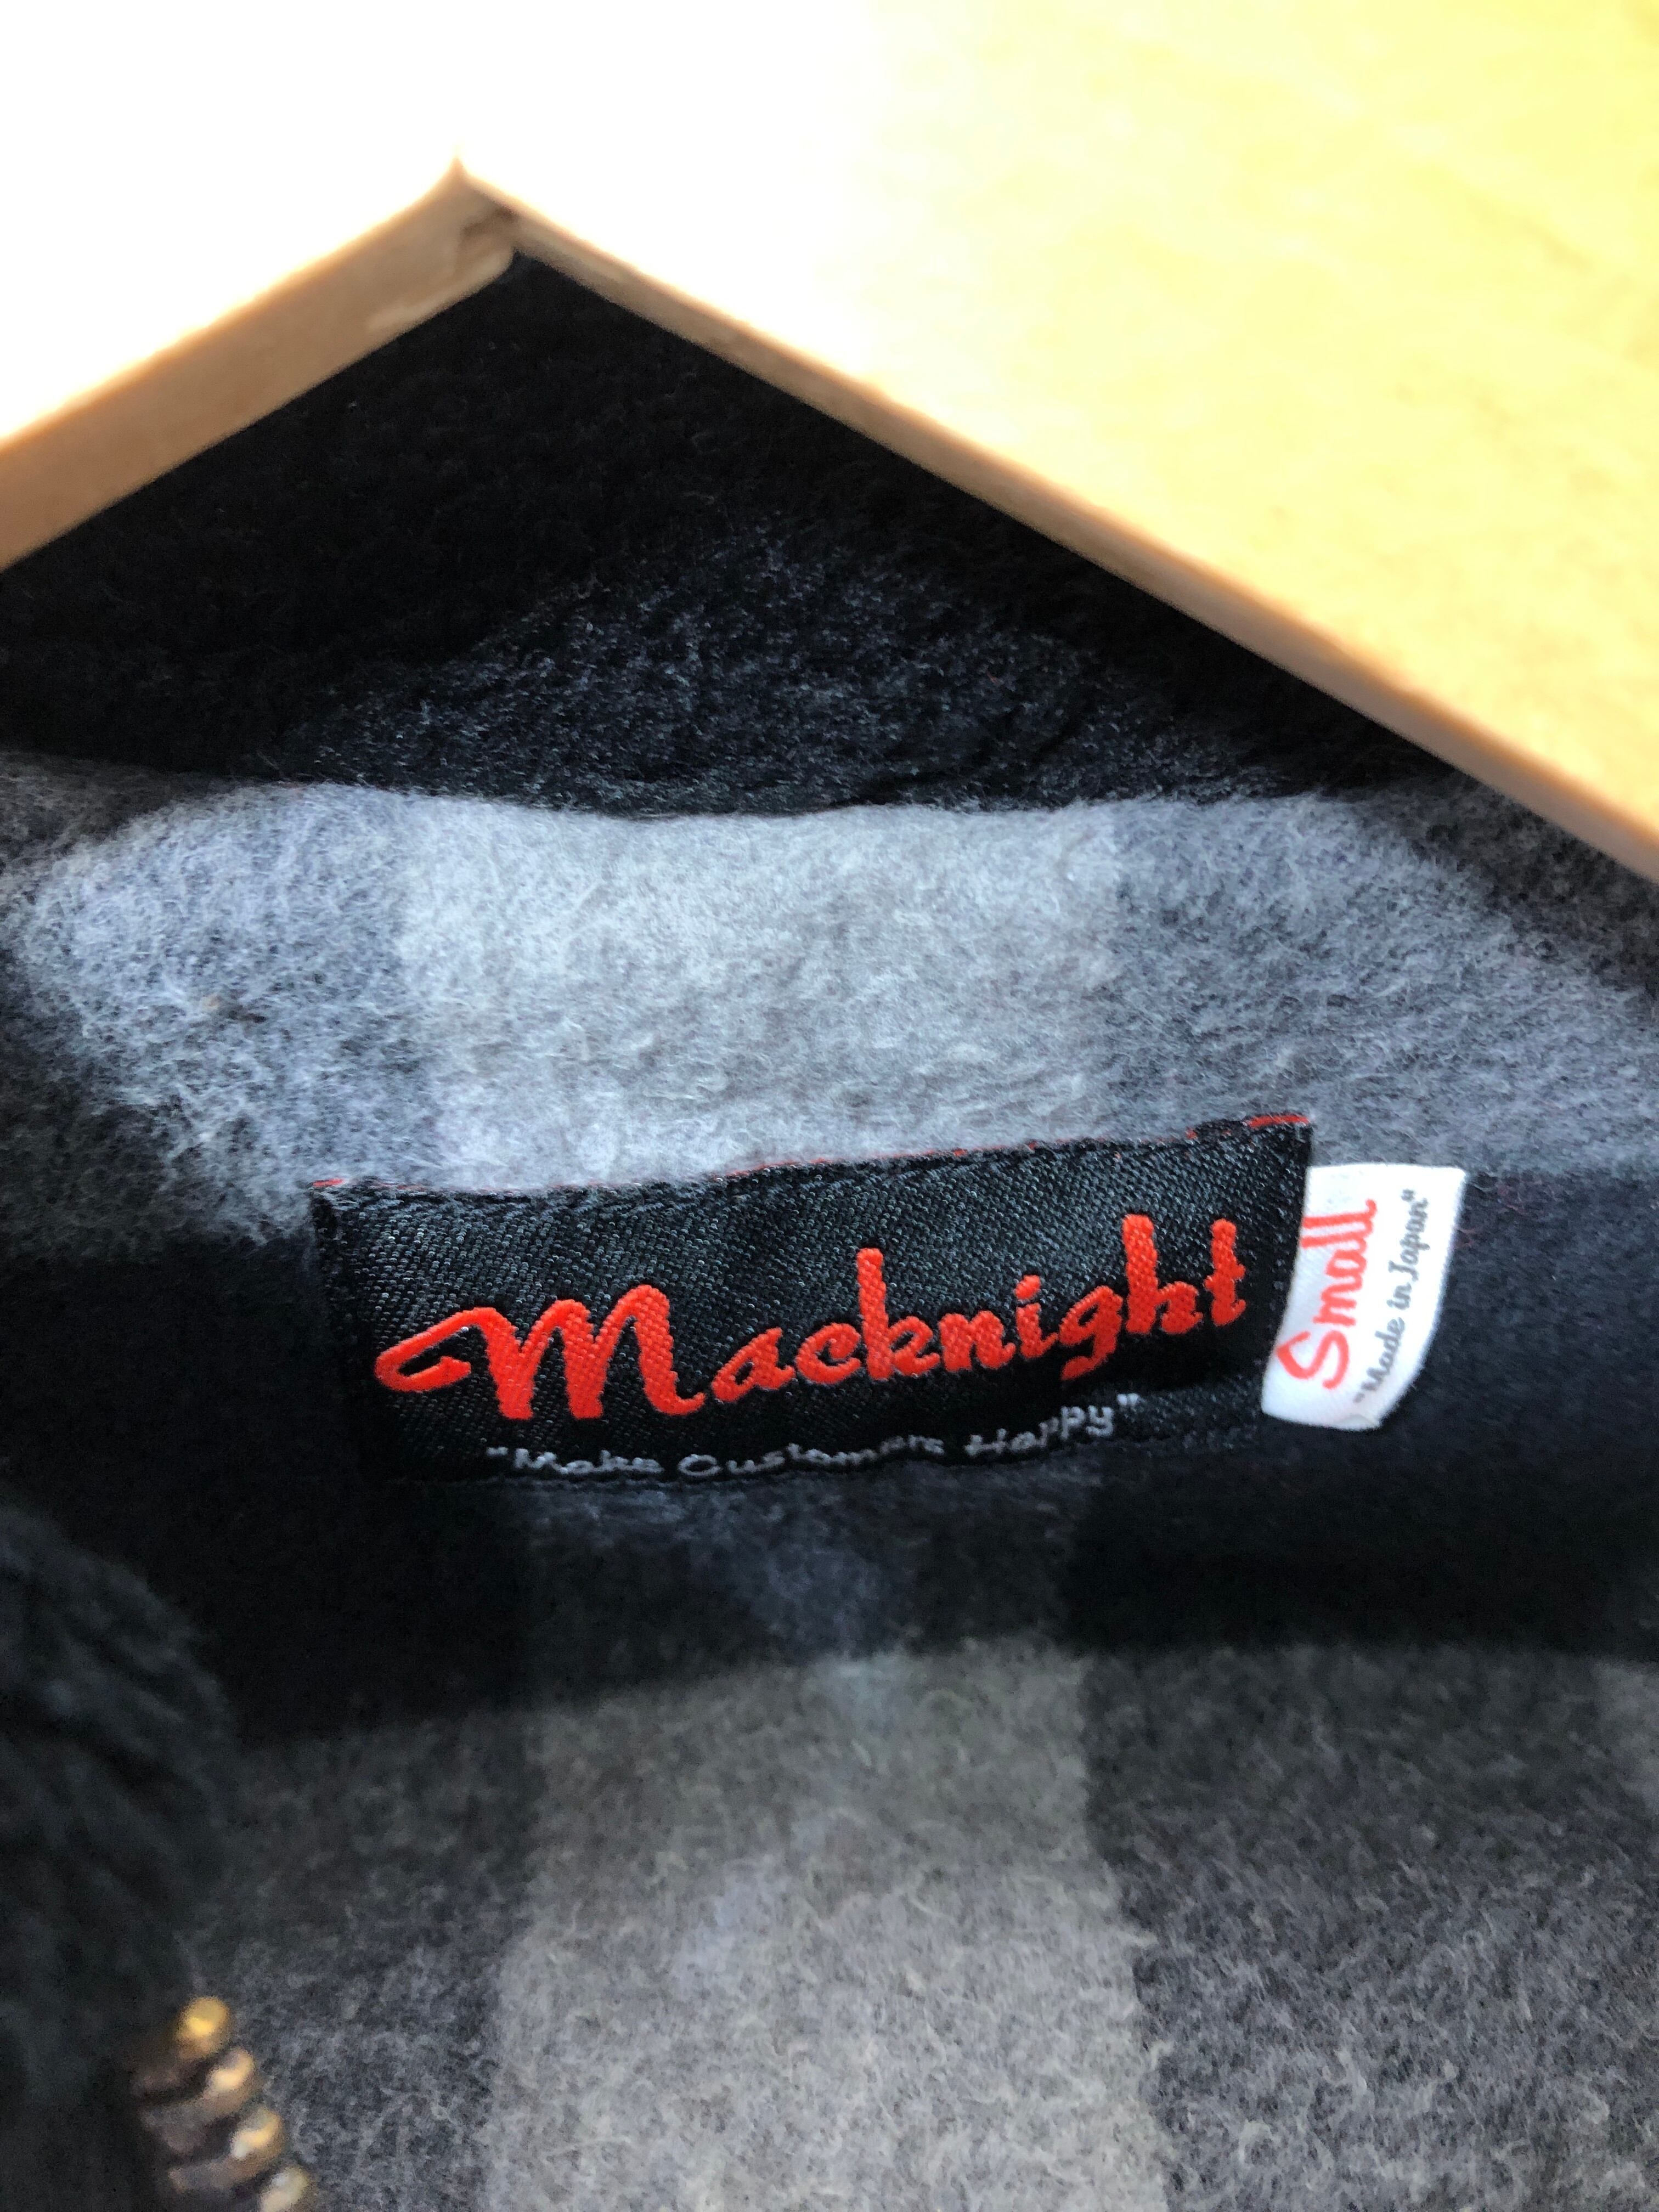 Macknight
"Make Customers Happy"
Small
"Made in Japan"